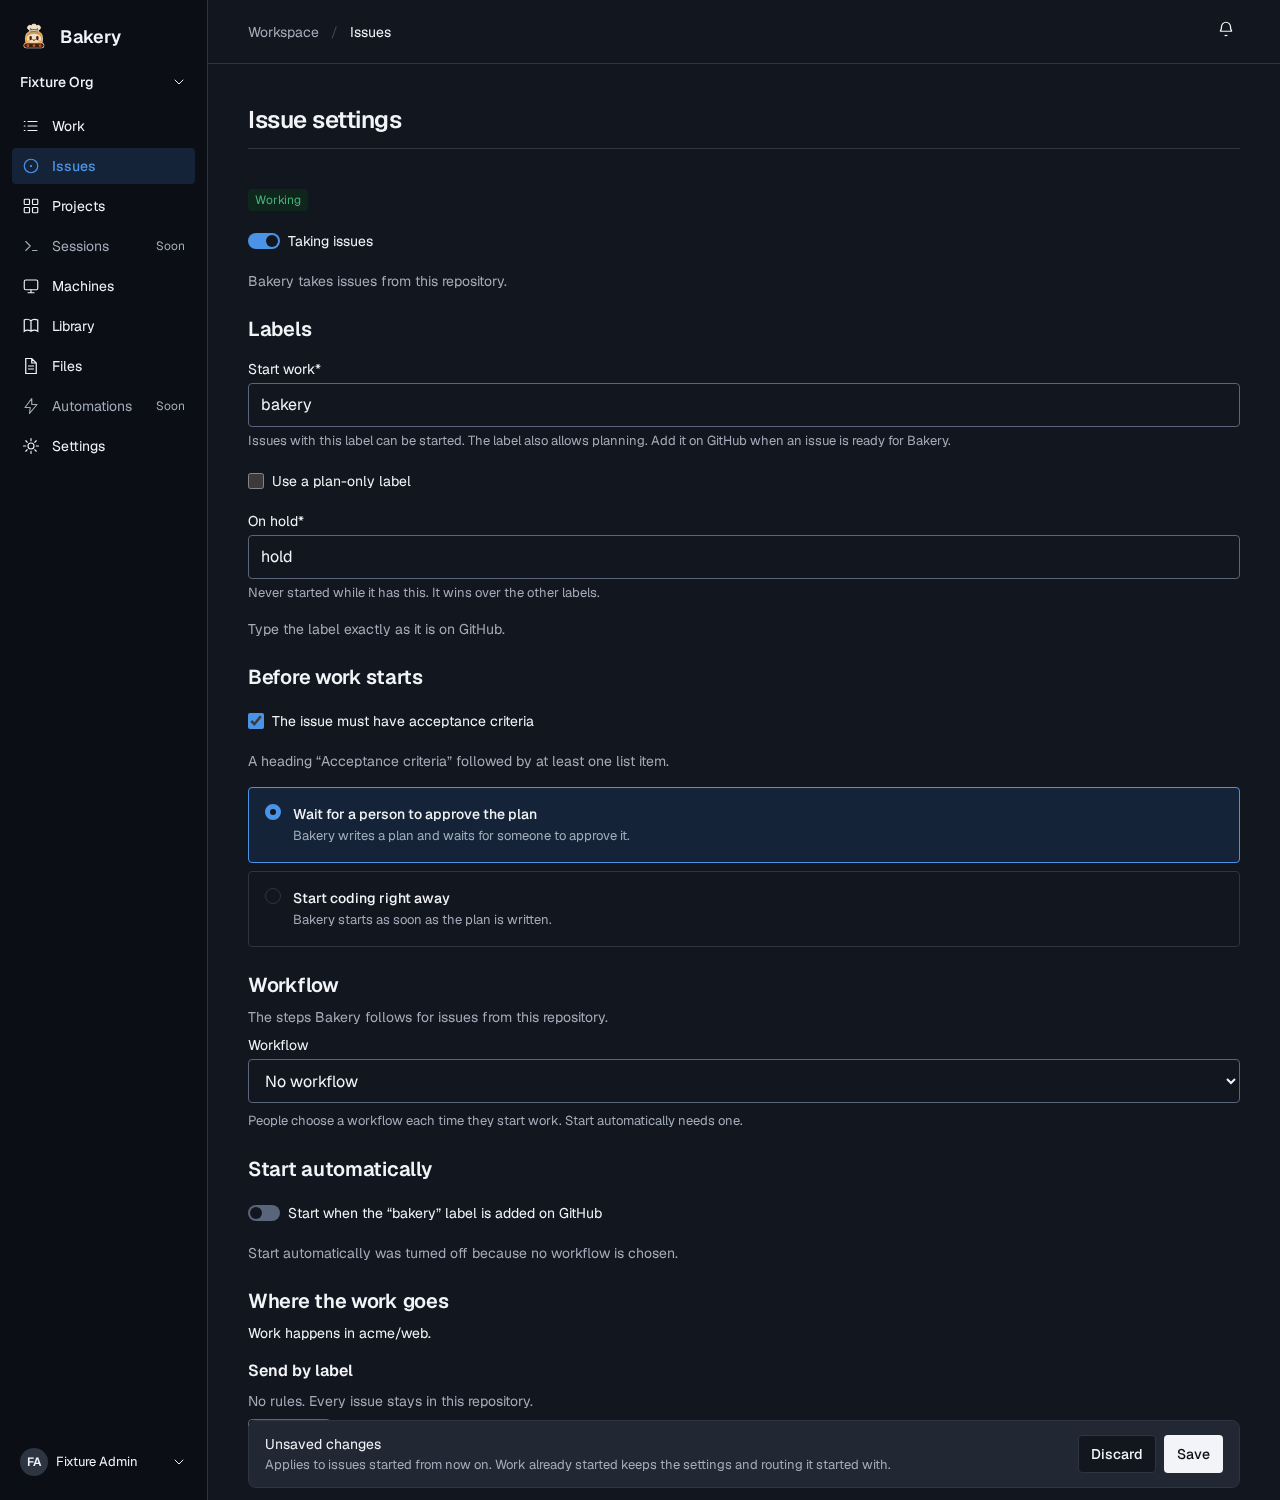 Bakery
Fixture Org
Work
Issues
Projects
Sessions Soon
Machines
Library
Files
Automations Soon
Settings
FA Fixture Admin
Workspace / Issues
Issue settings
Working
Taking issues
Bakery takes issues from this repository.
Labels
Start work*
bakery
Issues with this label can be started. The label also allows planning. Add it on GitHub when an issue is ready for Bakery.
Use a plan-only label
On hold*
hold
Never started while it has this. It wins over the other labels.
Type the label exactly as it is on GitHub.
Before work starts
The issue must have acceptance criteria
A heading “Acceptance criteria” followed by at least one list item.
Wait for a person to approve the plan
Bakery writes a plan and waits for someone to approve it.
Start coding right away
Bakery starts as soon as the plan is written.
Workflow
The steps Bakery follows for issues from this repository.
Workflow
No workflow
People choose a workflow each time they start work. Start automatically needs one.
Start automatically
Start when the “bakery” label is added on GitHub
Start automatically was turned off because no workflow is chosen.
Where the work goes
Work happens in acme/web.
Send by label
No rules. Every issue stays in this repository.
Unsaved changes
Applies to issues started from now on. Work already started keeps the settings and routing it started with.
Discard
Save